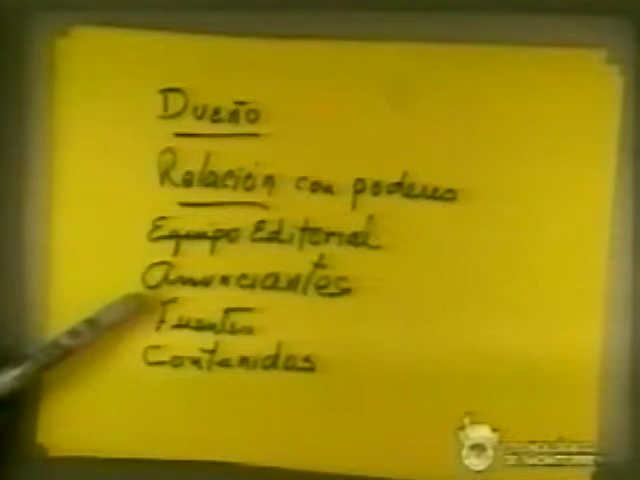 Dueño
Relación con poderes
Equipo Editorial
Anunciantes
Fuentes
Contenidos